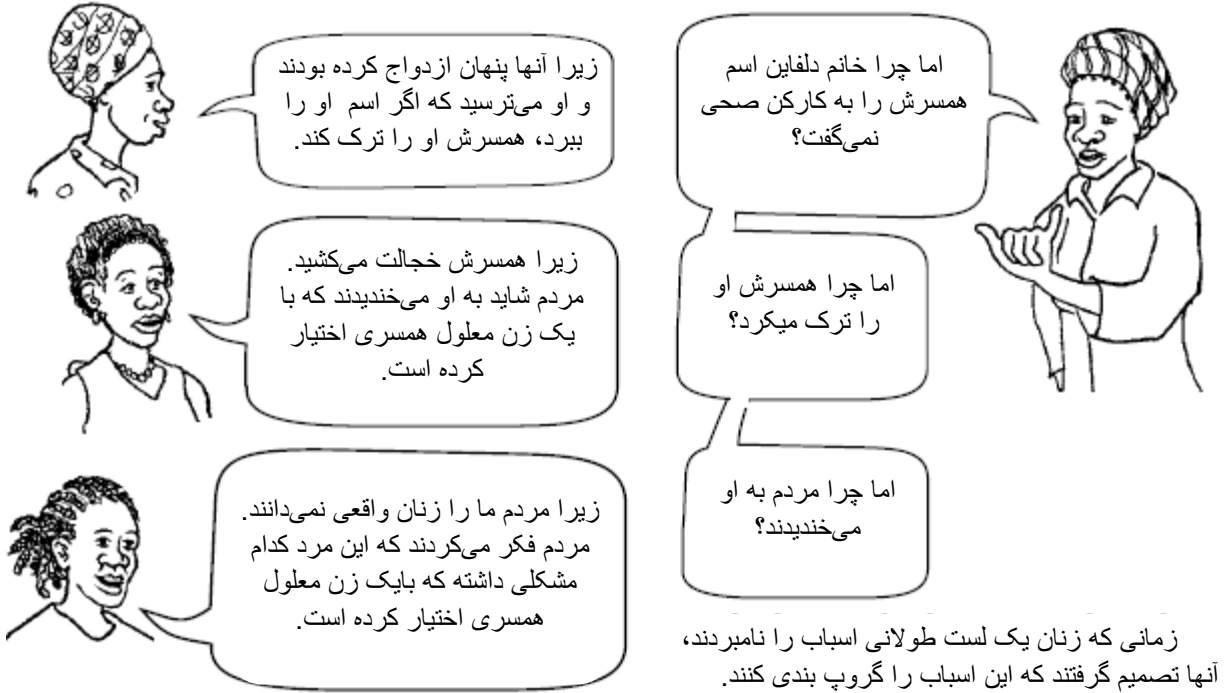 اما چرا خانم دلفاین اسم
همسرش را به کارکن صحی
نمی‌گفت؟
زیرا آنها پنهان ازدواج کرده بودند
و او می‌ترسید که اگر اسم او را
ببرد، همسرش او را ترک کند.
اما چرا همسرش او
را ترک میکرد؟
زیرا همسرش خجالت می‌کشید.
مردم شاید به او می‌خندیدند که با
یک زن معلول همسری اختیار
کرده است.
اما چرا مردم به او
می‌خندیدند؟
زیرا مردم ما را زنان واقعی نمی‌دانند.
مردم فکر می‌کردند که این مرد کدام
مشکلی داشته که بایک زن معلول
همسری اختیار کرده است.
زمانی که زنان یک لست طولانی اسباب را نامبردند،
آنها تصمیم گرفتند که این اسباب را گروپ بندی کنند.